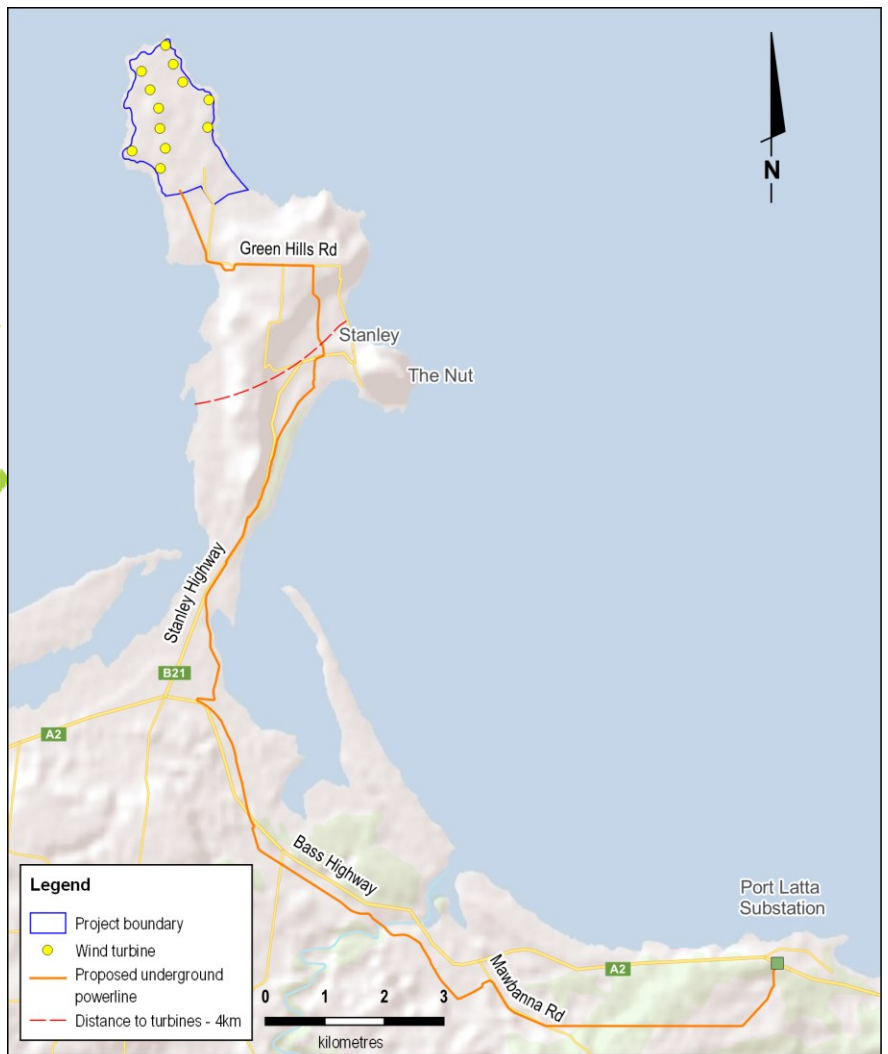 N
Green Hills Rd
Stanley
The Nut
Stanley Highway
B21
A2
Bass Highway
Port Latta
Substation
A2
Mawbanna Rd
Legend
Project boundary
Wind turbine
Proposed underground
powerline
Distance to turbines - 4km
0 1 2 3
kilometres